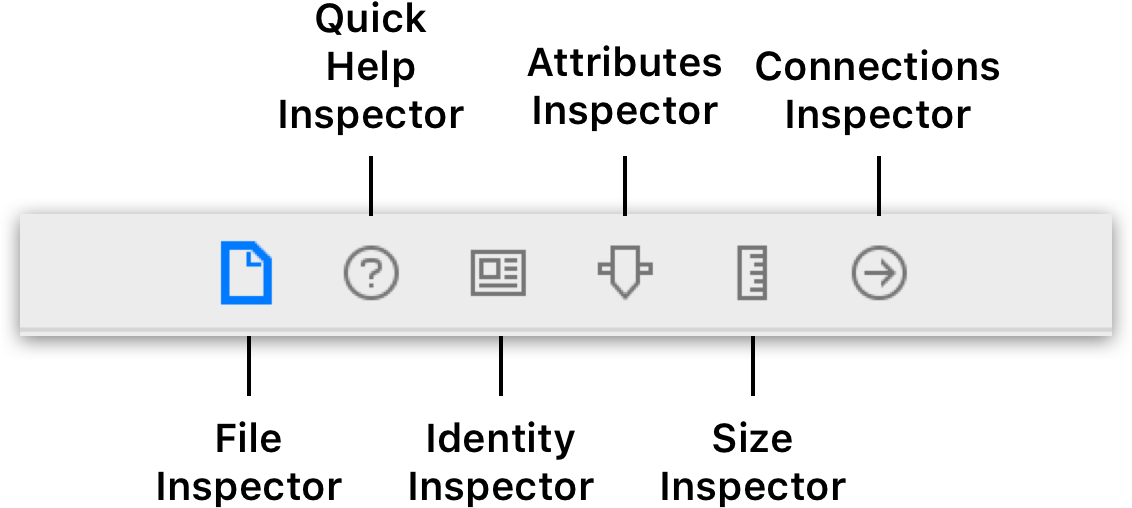 Quick
Help
Inspector
Attributes
Inspector
Connections
Inspector
?
File
Inspector
Identity
Inspector
Size
Inspector